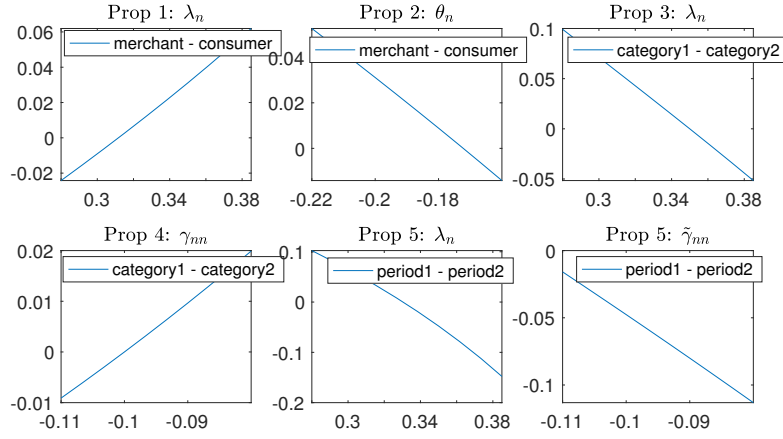 Prop 1: λn
0.06
0.04
0.02
0
-0.02
0.3 0.34 0.38
merchant - consumer
Prop 2: θn
0.04
0.02
0
-0.22 -0.2 -0.18
merchant - consumer
Prop 3: λn
0.1
0.05
0
-0.05
0.3 0.34 0.38
category1 - category2
Prop 4: γnn
0.02
0.01
0
-0.01
-0.11 -0.1 -0.09
category1 - category2
Prop 5: λn
0.1
0
-0.1
-0.2
0.3 0.34 0.38
period1 - period2
Prop 5: γ̃nn
0
-0.05
-0.1
-0.11 -0.1 -0.09
period1 - period2